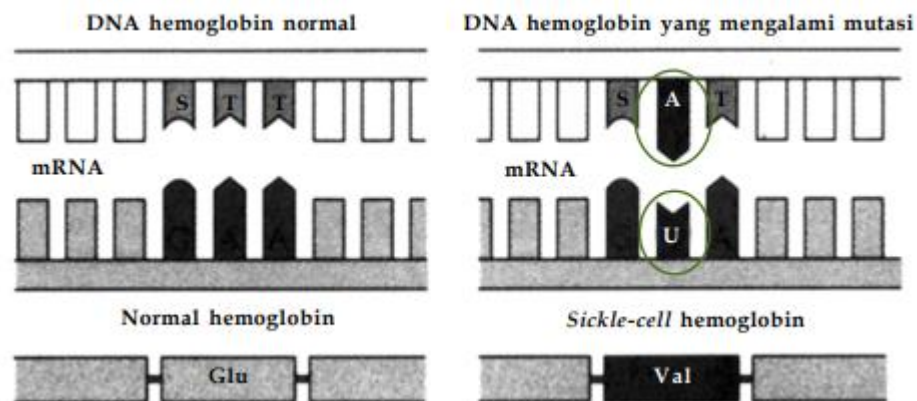 DNA hemoglobin normal
S T T
mRNA
G A A
Normal hemoglobin
Glu
DNA hemoglobin yang mengalami mutasi
S A T
mRNA
U A
Sickle-cell hemoglobin
Val